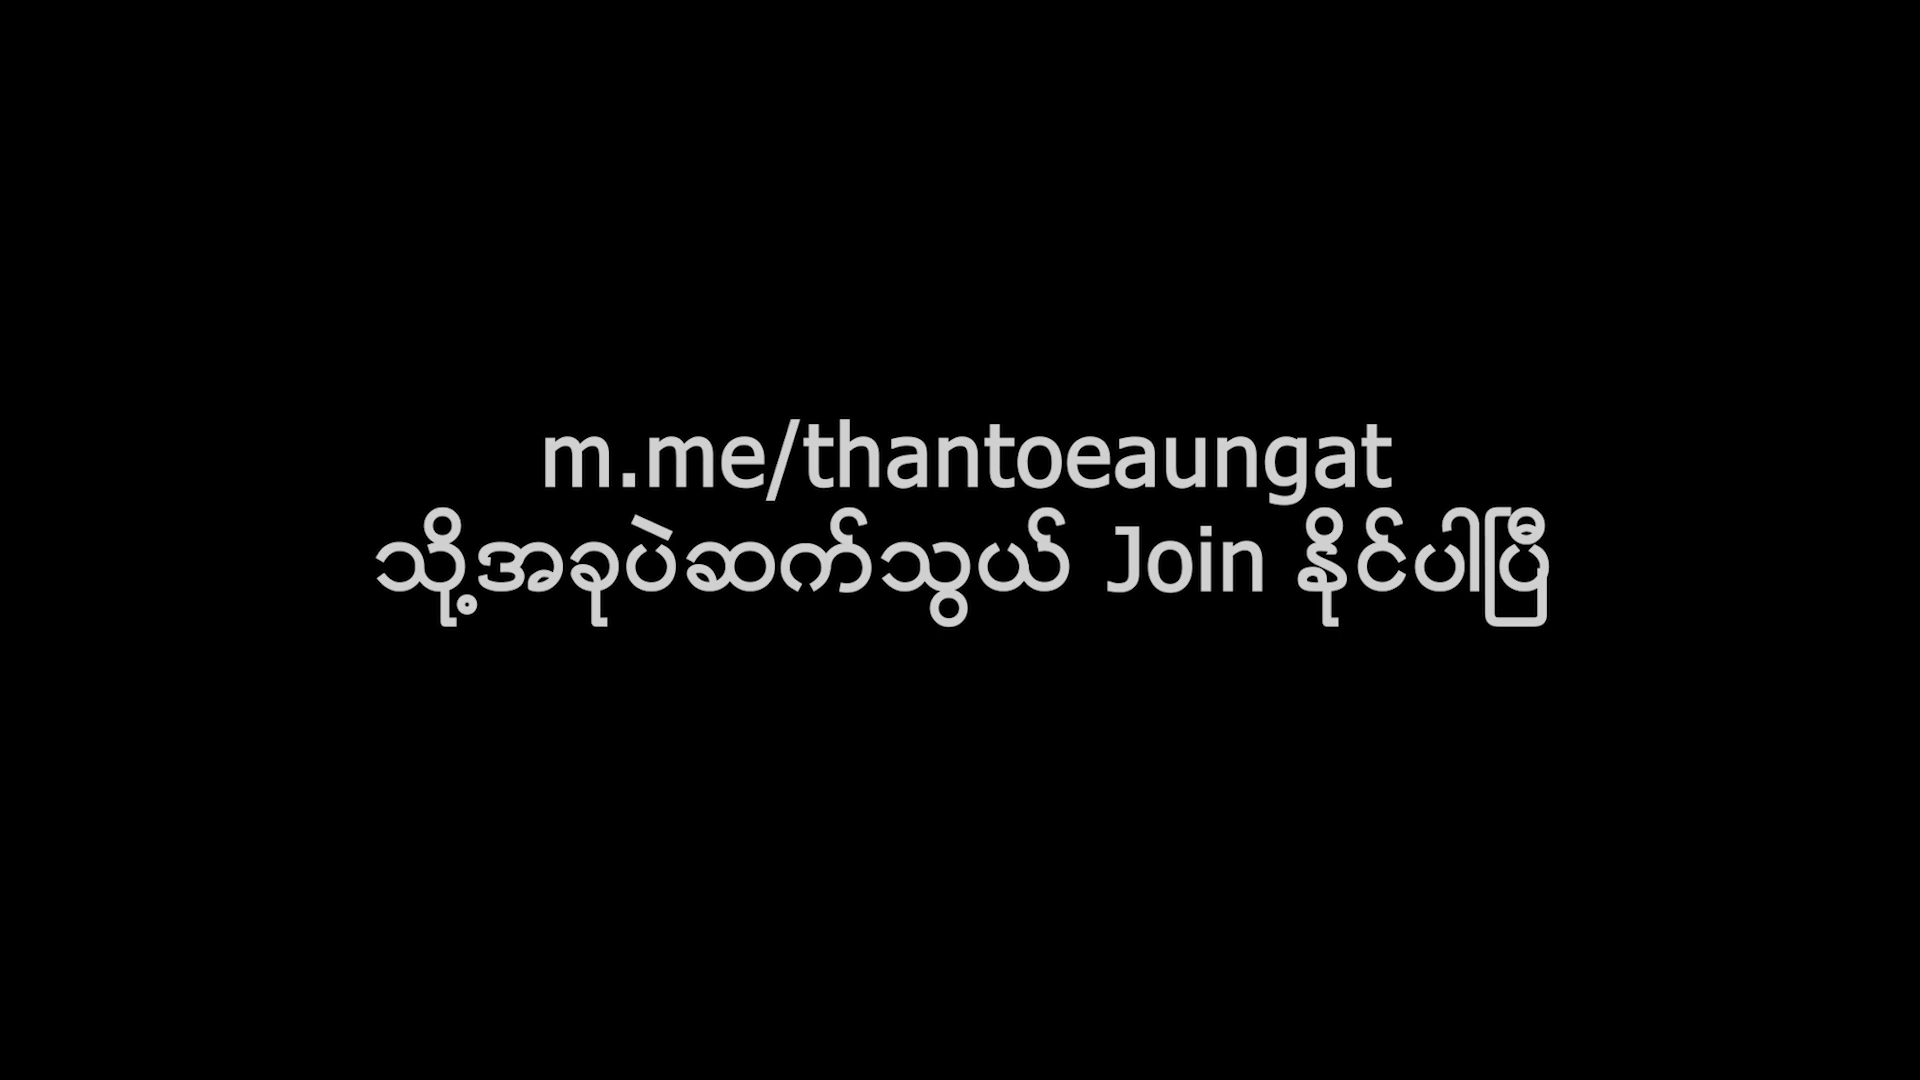 m.me/thantoeaungat
သို့အခုပဲဆက်သွယ် Join နိုင်ပါပြီ